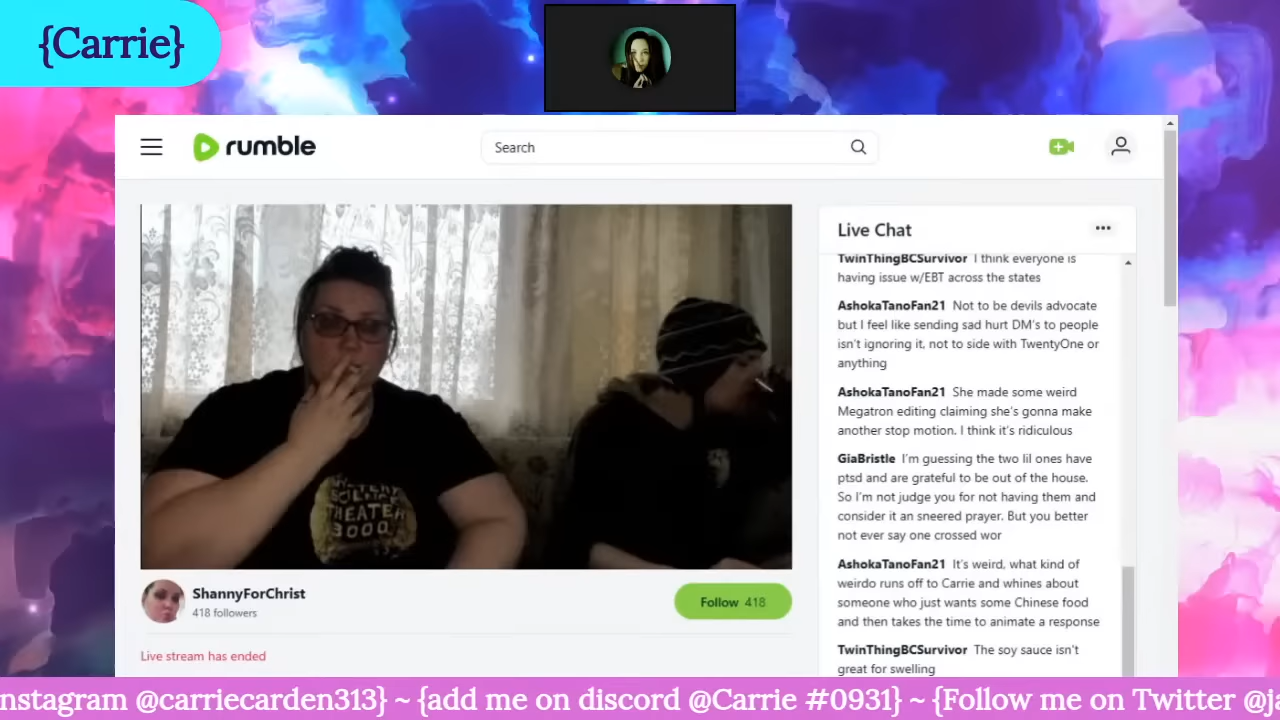 {Carrie}
rumble
Search
MYSTERY
SCIENCE
THEATER
3000
ShannyForChrist
418 followers
Follow 418
Live stream has ended
Live Chat
TwinThingBCSurvivor I think everyone is
having issue w/EBT across the states
AshokaTanoFan21 Not to be devils advocate
but I feel like sending sad hurt DM's to people
isn't ignoring it, not to side with TwentyOne or
anything
AshokaTanoFan21 She made some weird
Megatron editing claiming she's gonna make
another stop motion. I think it's ridiculous
GiaBristle I'm guessing the two lil ones have
ptsd and are grateful to be out of the house.
So I'm not judge you for not having them and
consider it an sneered prayer. But you better
not ever say one crossed wor
AshokaTanoFan21 It's weird, what kind of
weirdo runs off to Carrie and whines about
someone who just wants some Chinese food
and then takes the time to animate a response
TwinThingBCSurvivor The soy sauce isn't
great for swelling
nstagram @carriecarden313} ~ {add me on discord @Carrie #0931} ~ {Follow me on Twitter @ja